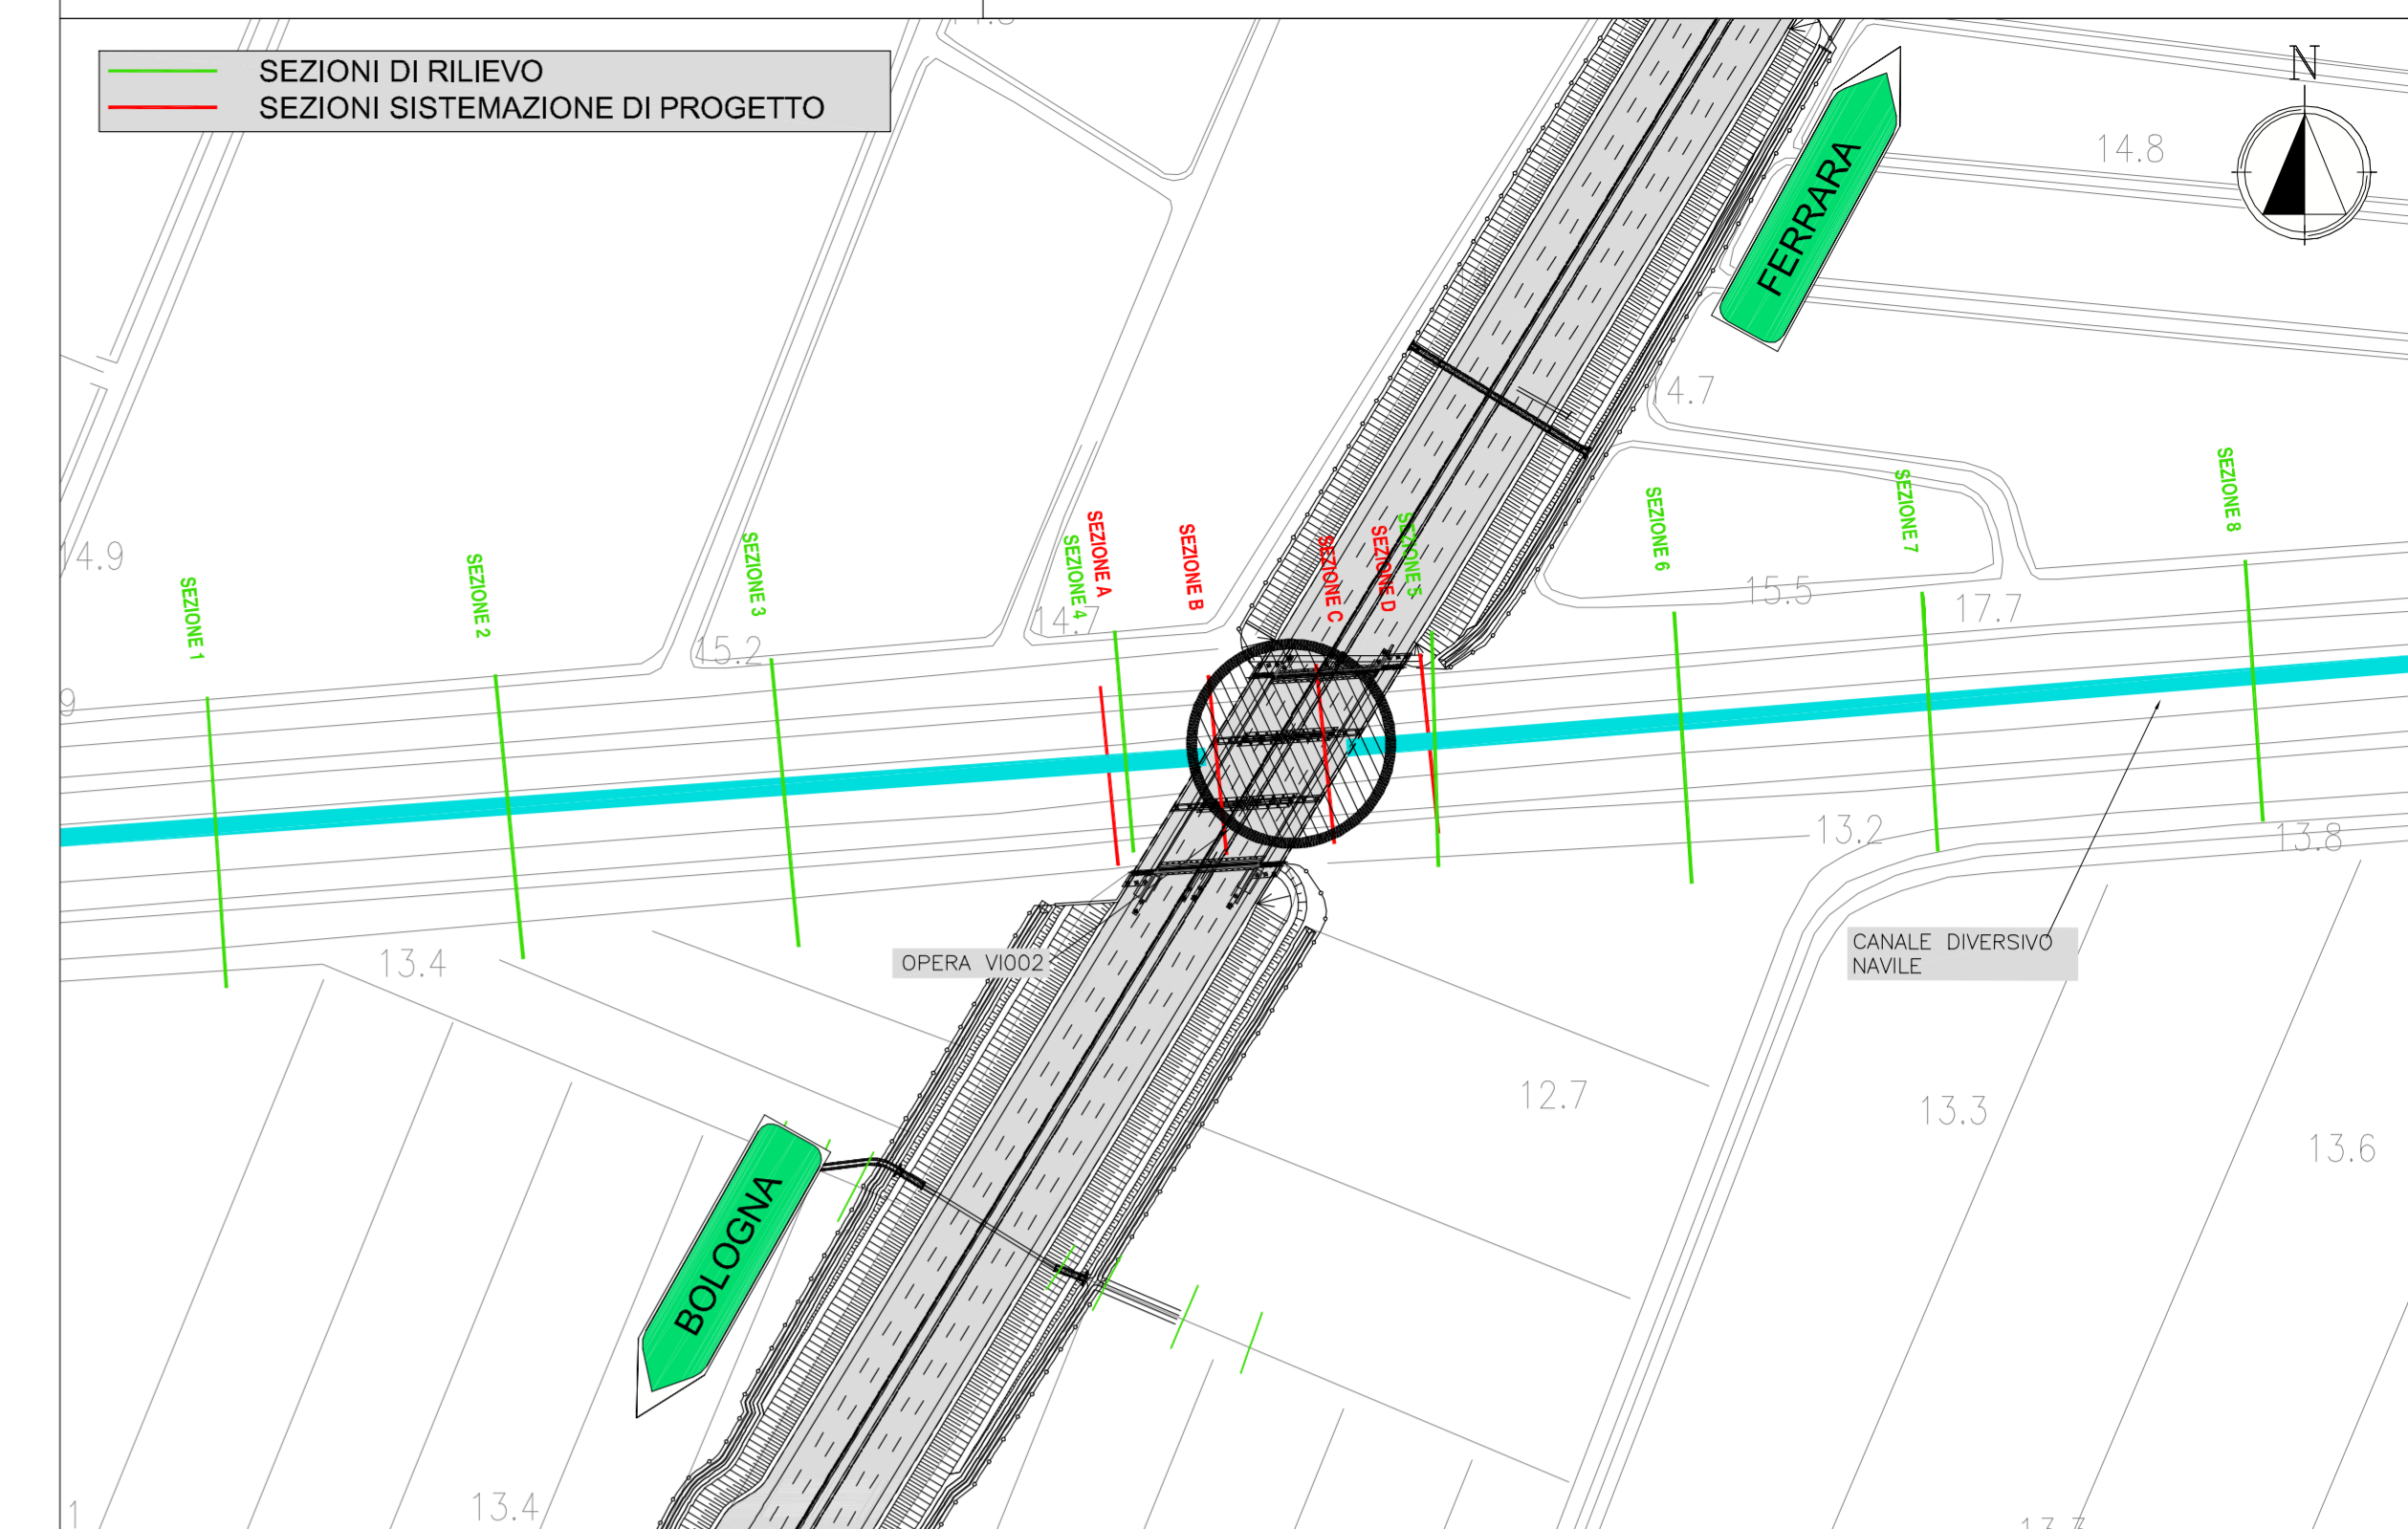 SEZIONI DI RILIEVO
SEZIONI SISTEMAZIONE DI PROGETTO
N
14.8
FERRARA
14.7
14.9
SEZIONE 1
SEZIONE 2
SEZIONE 3
SEZIONE 4
SEZIONE A
SEZIONE B
SEZIONE C
SEZIONE D
SEZIONE 5
SEZIONE 6
SEZIONE 7
SEZIONE 8
15.5
17.7
14.7
15.2
9
13.2
13.8
13.4
OPERA VI002
CANALE DIVERSIVO
NAVILE
12.7
13.3
13.6
BOLOGNA
13.4
1